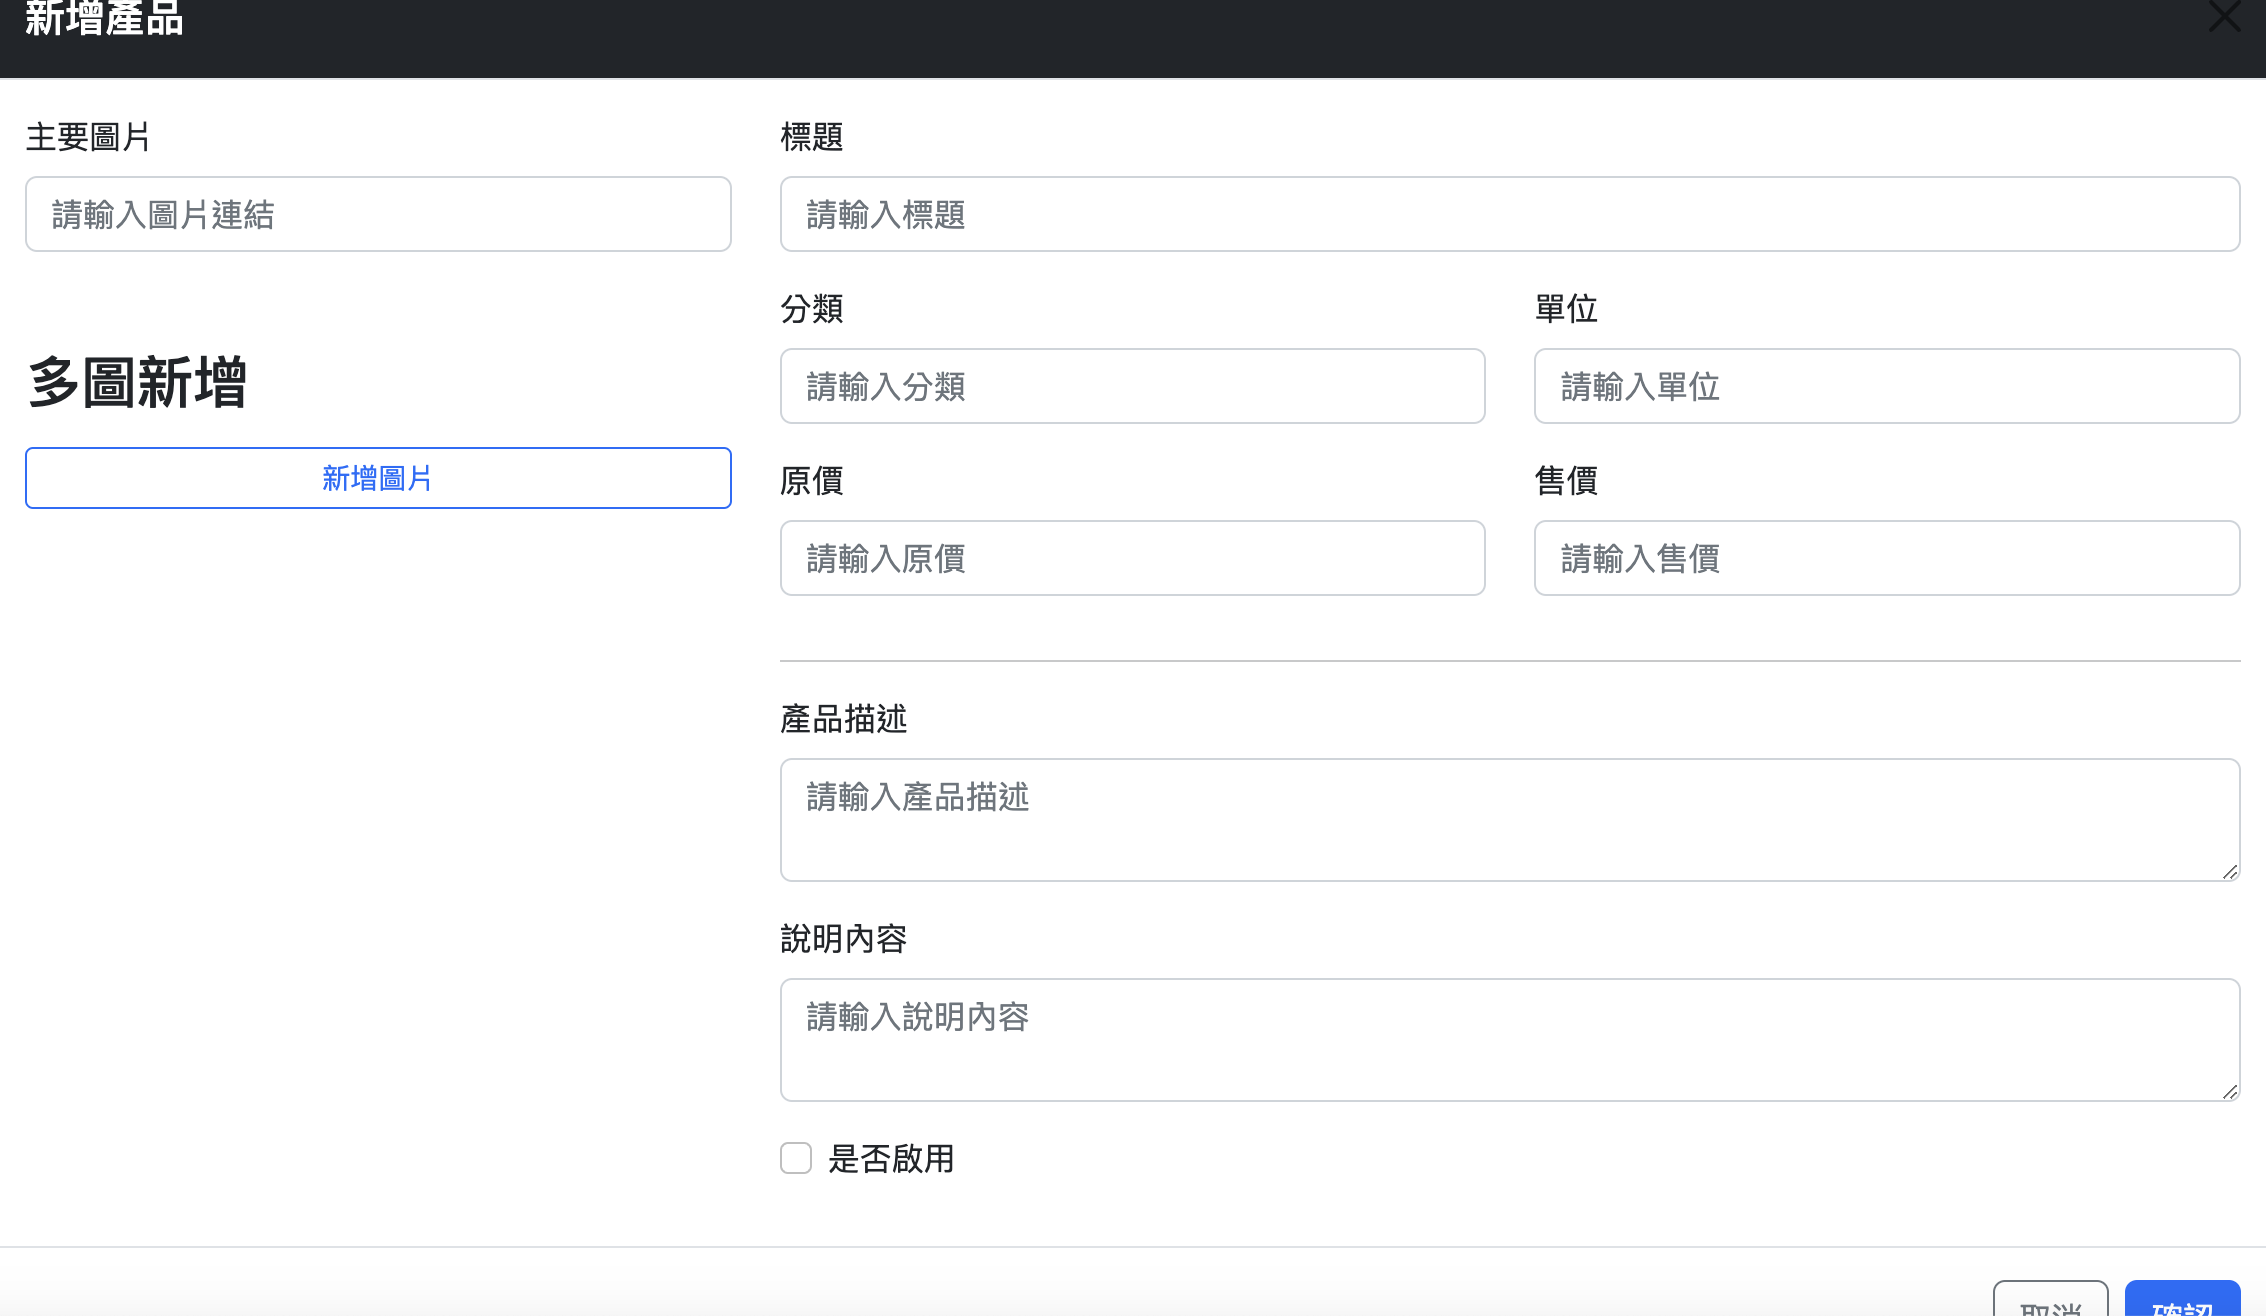 新增產品
主要圖片
請輸入圖片連結
多圖新增
新增圖片
標題
請輸入標題
分類
單位
請輸入分類
請輸入單位
原價
售價
請輸入原價
請輸入售價
產品描述
請輸入產品描述
說明內容
請輸入說明內容
是否啟用
取消
確認